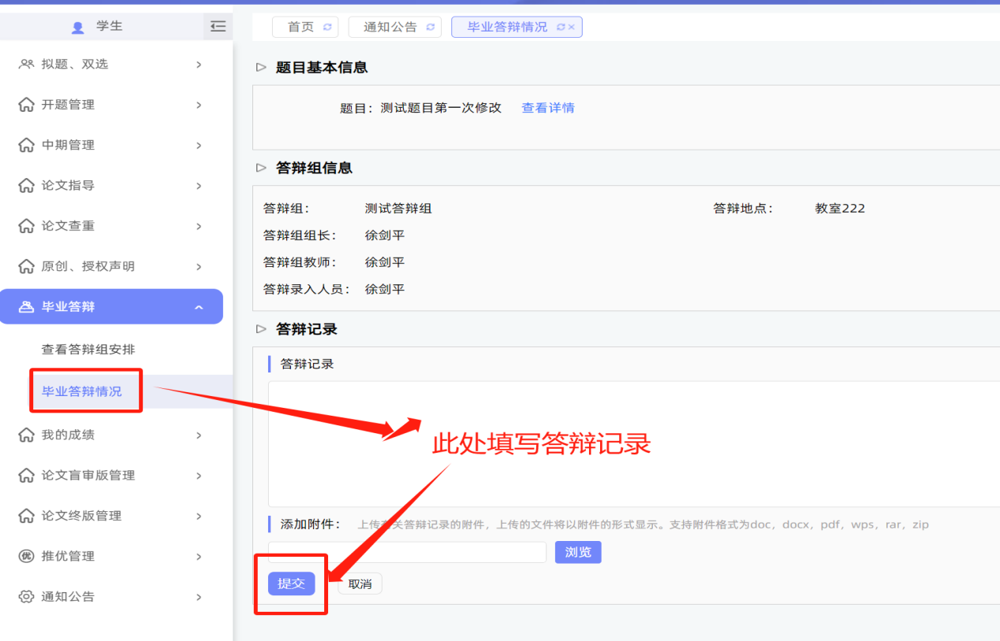 学生
首页
通知公告
毕业答辩情况
拟题、双选
开题管理
中期管理
论文指导
论文查重
原创、授权声明
毕业答辩
查看答辩组安排
毕业答辩情况
我的成绩
论文盲审版管理
论文终版管理
优 推优管理
通知公告
题目基本信息
题目：测试题目第一次修改 查看详情
答辩组信息
答辩组： 测试答辩组 答辩地点： 教室222
答辩组组长： 徐剑平
答辩组教师： 徐剑平
答辩录入人员： 徐剑平
答辩记录
答辩记录
此处填写答辩记录
添加附件： 上传有关答辩记录的附件，上传的文件将以附件的形式显示。支持附件格式为doc，docx，pdf，wps，rar，zip
浏览
提交 取消